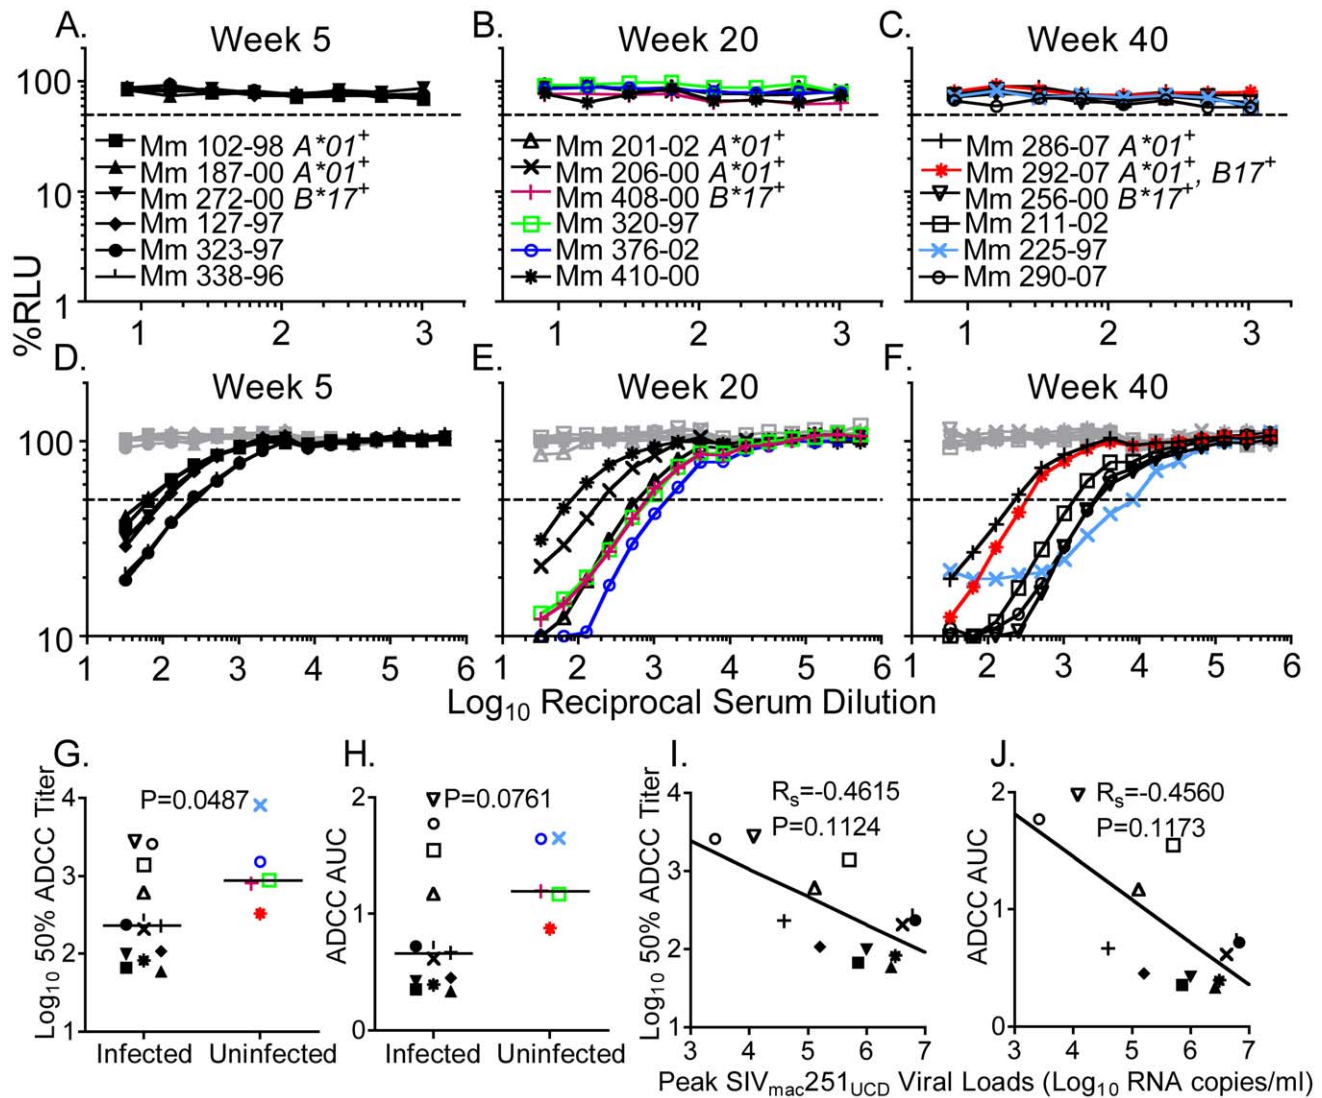 A. Week 5
B. Week 20
C. Week 40
100
10
1
%RLU
Mm 102-98 A*01+
Mm 187-00 A*01+
Mm 272-00 B*17+
Mm 127-97
Mm 323-97
Mm 338-96
1 2 3
Mm 201-02 A*01+
Mm 206-00 A*01+
Mm 408-00 B*17+
Mm 320-97
Mm 376-02
Mm 410-00
1 2 3
Mm 286-07 A*01+
Mm 292-07 A*01+, B17+
Mm 256-00 B*17+
Mm 211-02
Mm 225-97
Mm 290-07
1 2 3
D. Week 5
E. Week 20
F. Week 40
100
10
1 2 3 4 5 6
1 2 3 4 5 6
1 2 3 4 5 6
Log10 Reciprocal Serum Dilution
G.
Log10 50% ADCC Titer
4
3
2
1
P=0.0487
Infected Uninfected
H.
ADCC AUC
2
1
0
P=0.0761
Infected Uninfected
I.
Log10 50% ADCC Titer
4
3
2
1
Rs=-0.4615
P=0.1124
3 4 5 6 7
J.
ADCC AUC
2
1
0
Rs=-0.4560
P=0.1173
3 4 5 6 7
Peak SIVmac251UCD Viral Loads (Log10 RNA copies/ml)